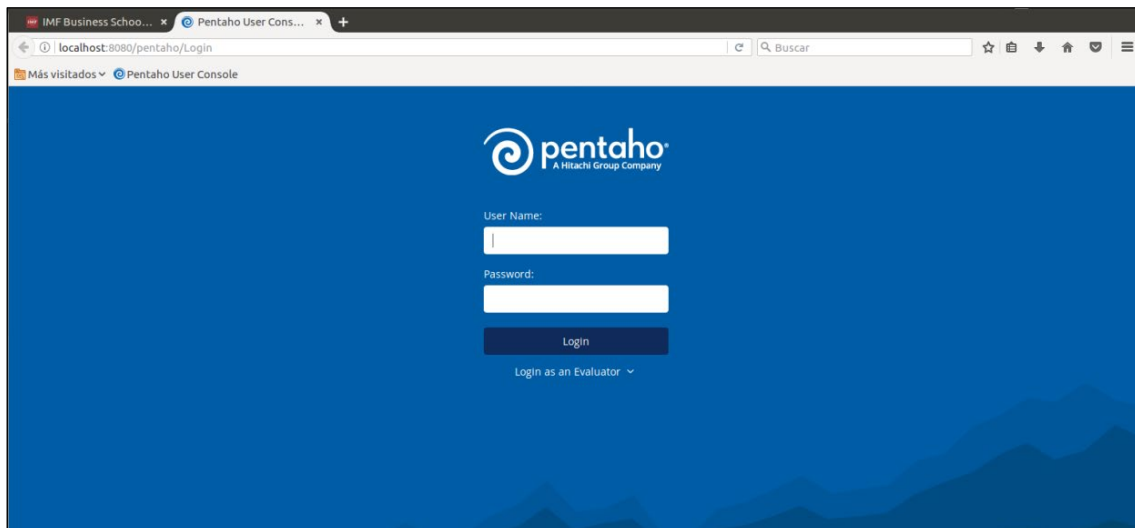 IMF Business Schoo...
Pentaho User Cons...
localhost:8080/pentaho/Login
Buscar
Más visitados
Pentaho User Console
pentaho
A Hitachi Group Company
User Name:
Password:
Login
Login as an Evaluator